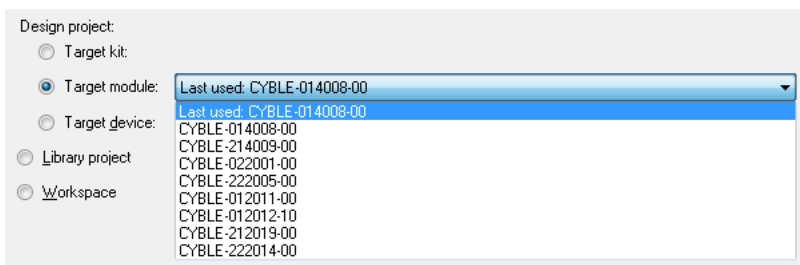 Design project:
Target kit:
Target module:
Last used: CYBLE-014008-00
Last used: CYBLE-014008-00
Target device:
CYBLE-014008-00
CYBLE-214009-00
Library project
CYBLE-022001-00
CYBLE-222005-00
Workspace
CYBLE-012011-00
CYBLE-012012-10
CYBLE-212019-00
CYBLE-222014-00